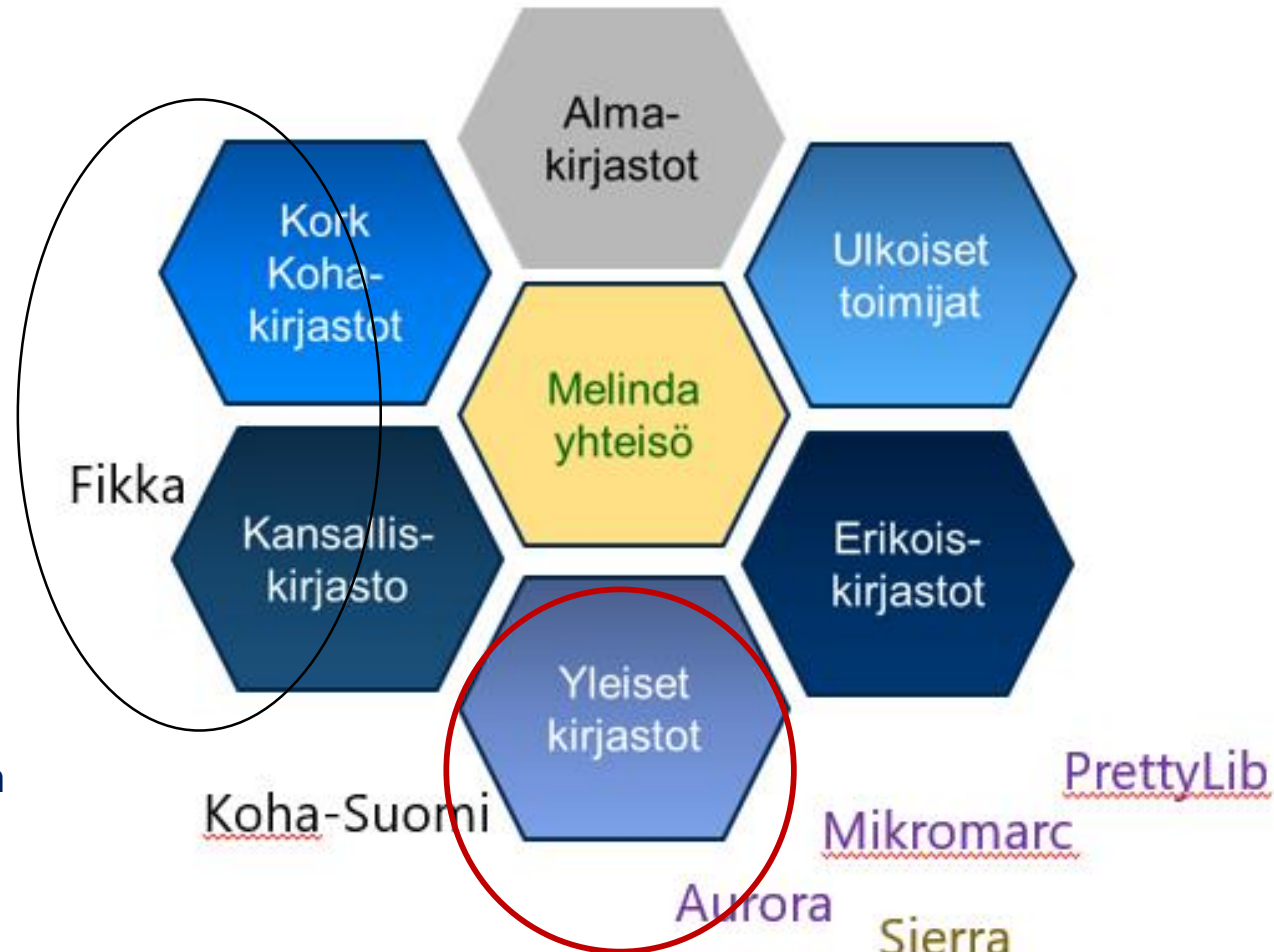 Alma-
kirjastot
Kork
Koha-
kirjastot
Ulkoiset
toimijat
Melinda
yhteisö
Fikka
Kansallis-
kirjasto
Erikois-
kirjastot
Yleiset
kirjastot
PrettyLib
Koha-Suomi
Mikromarc
Aurora
Sierra